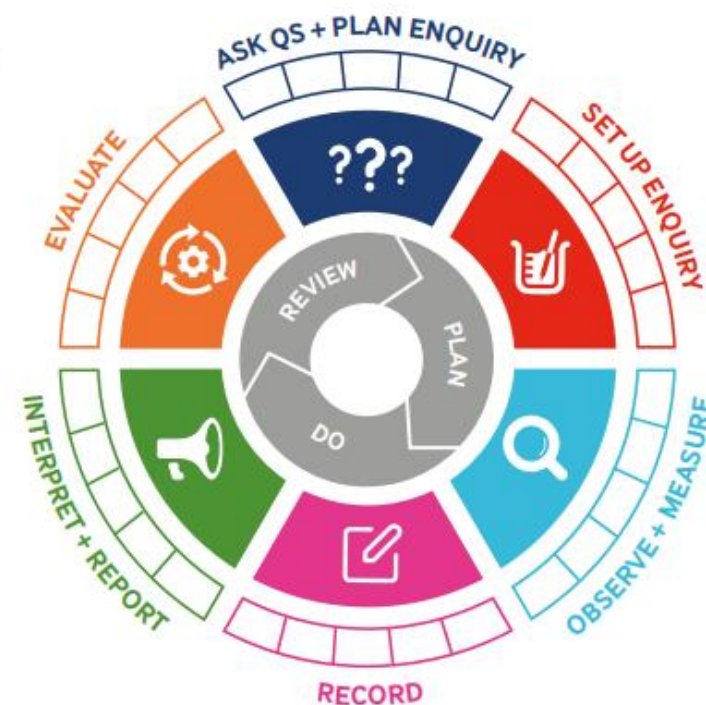 ASK QS + PLAN ENQUIRY
SET UP ENQUIRY
OBSERVE + MEASURE
RECORD
INTERPRET + REPORT
EVALUATE
???
REVIEW
PLAN
DO